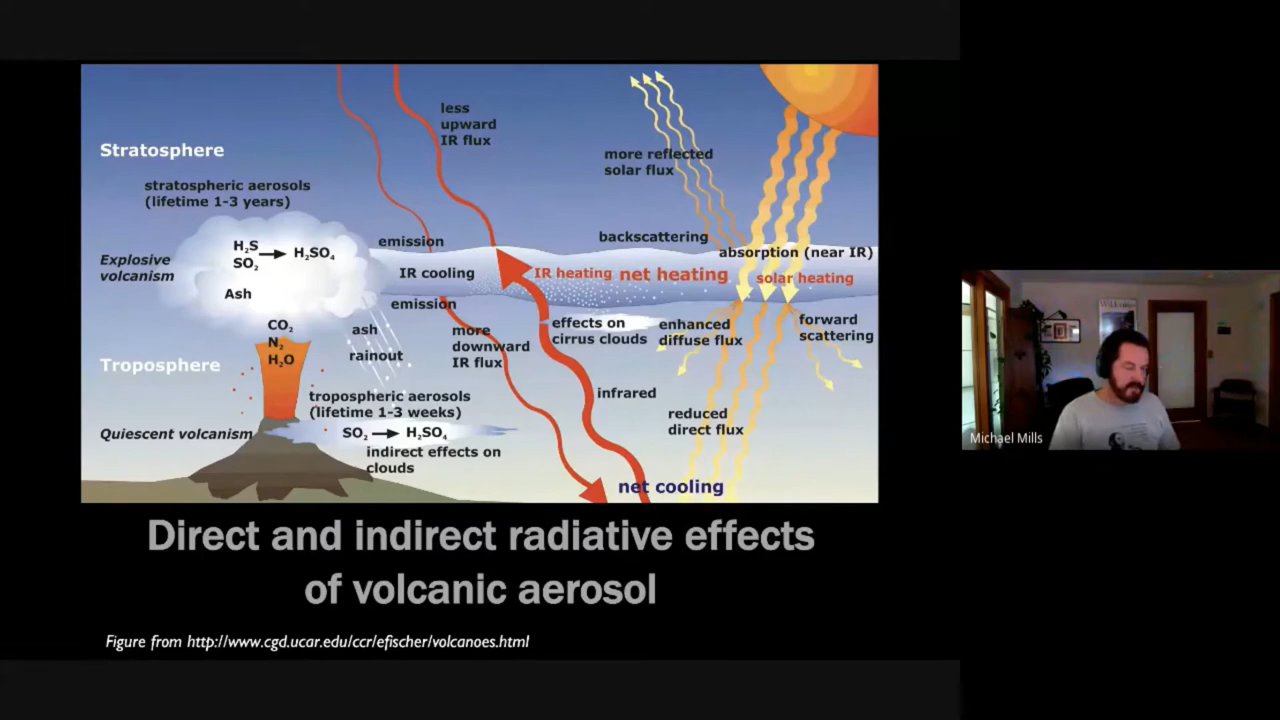 less
upward
IR flux
Stratosphere
more reflected
solar flux
stratospheric aerosols
(lifetime 1-3 years)
Explosive
volcanism
H₂S
SO₂
→ H₂SO₄
Ash
emission
backscattering
absorption (near IR)
IR cooling
IR heating
net heating
solar heating
emission
CO₂
N₂
H₂O
ash
rainout
more
downward
IR flux
effects on
cirrus clouds
enhanced
diffuse flux
forward
scattering
Troposphere
infrared
tropospheric aerosols
(lifetime 1-3 weeks)
reduced
direct flux
Quiescent volcanism
SO₂ → H₂SO₄
indirect effects on
clouds
net cooling
Direct and indirect radiative effects
of volcanic aerosol
Figure from http://www.cgd.ucar.edu/ccr/efischer/volcanoes.html
Michael Mills